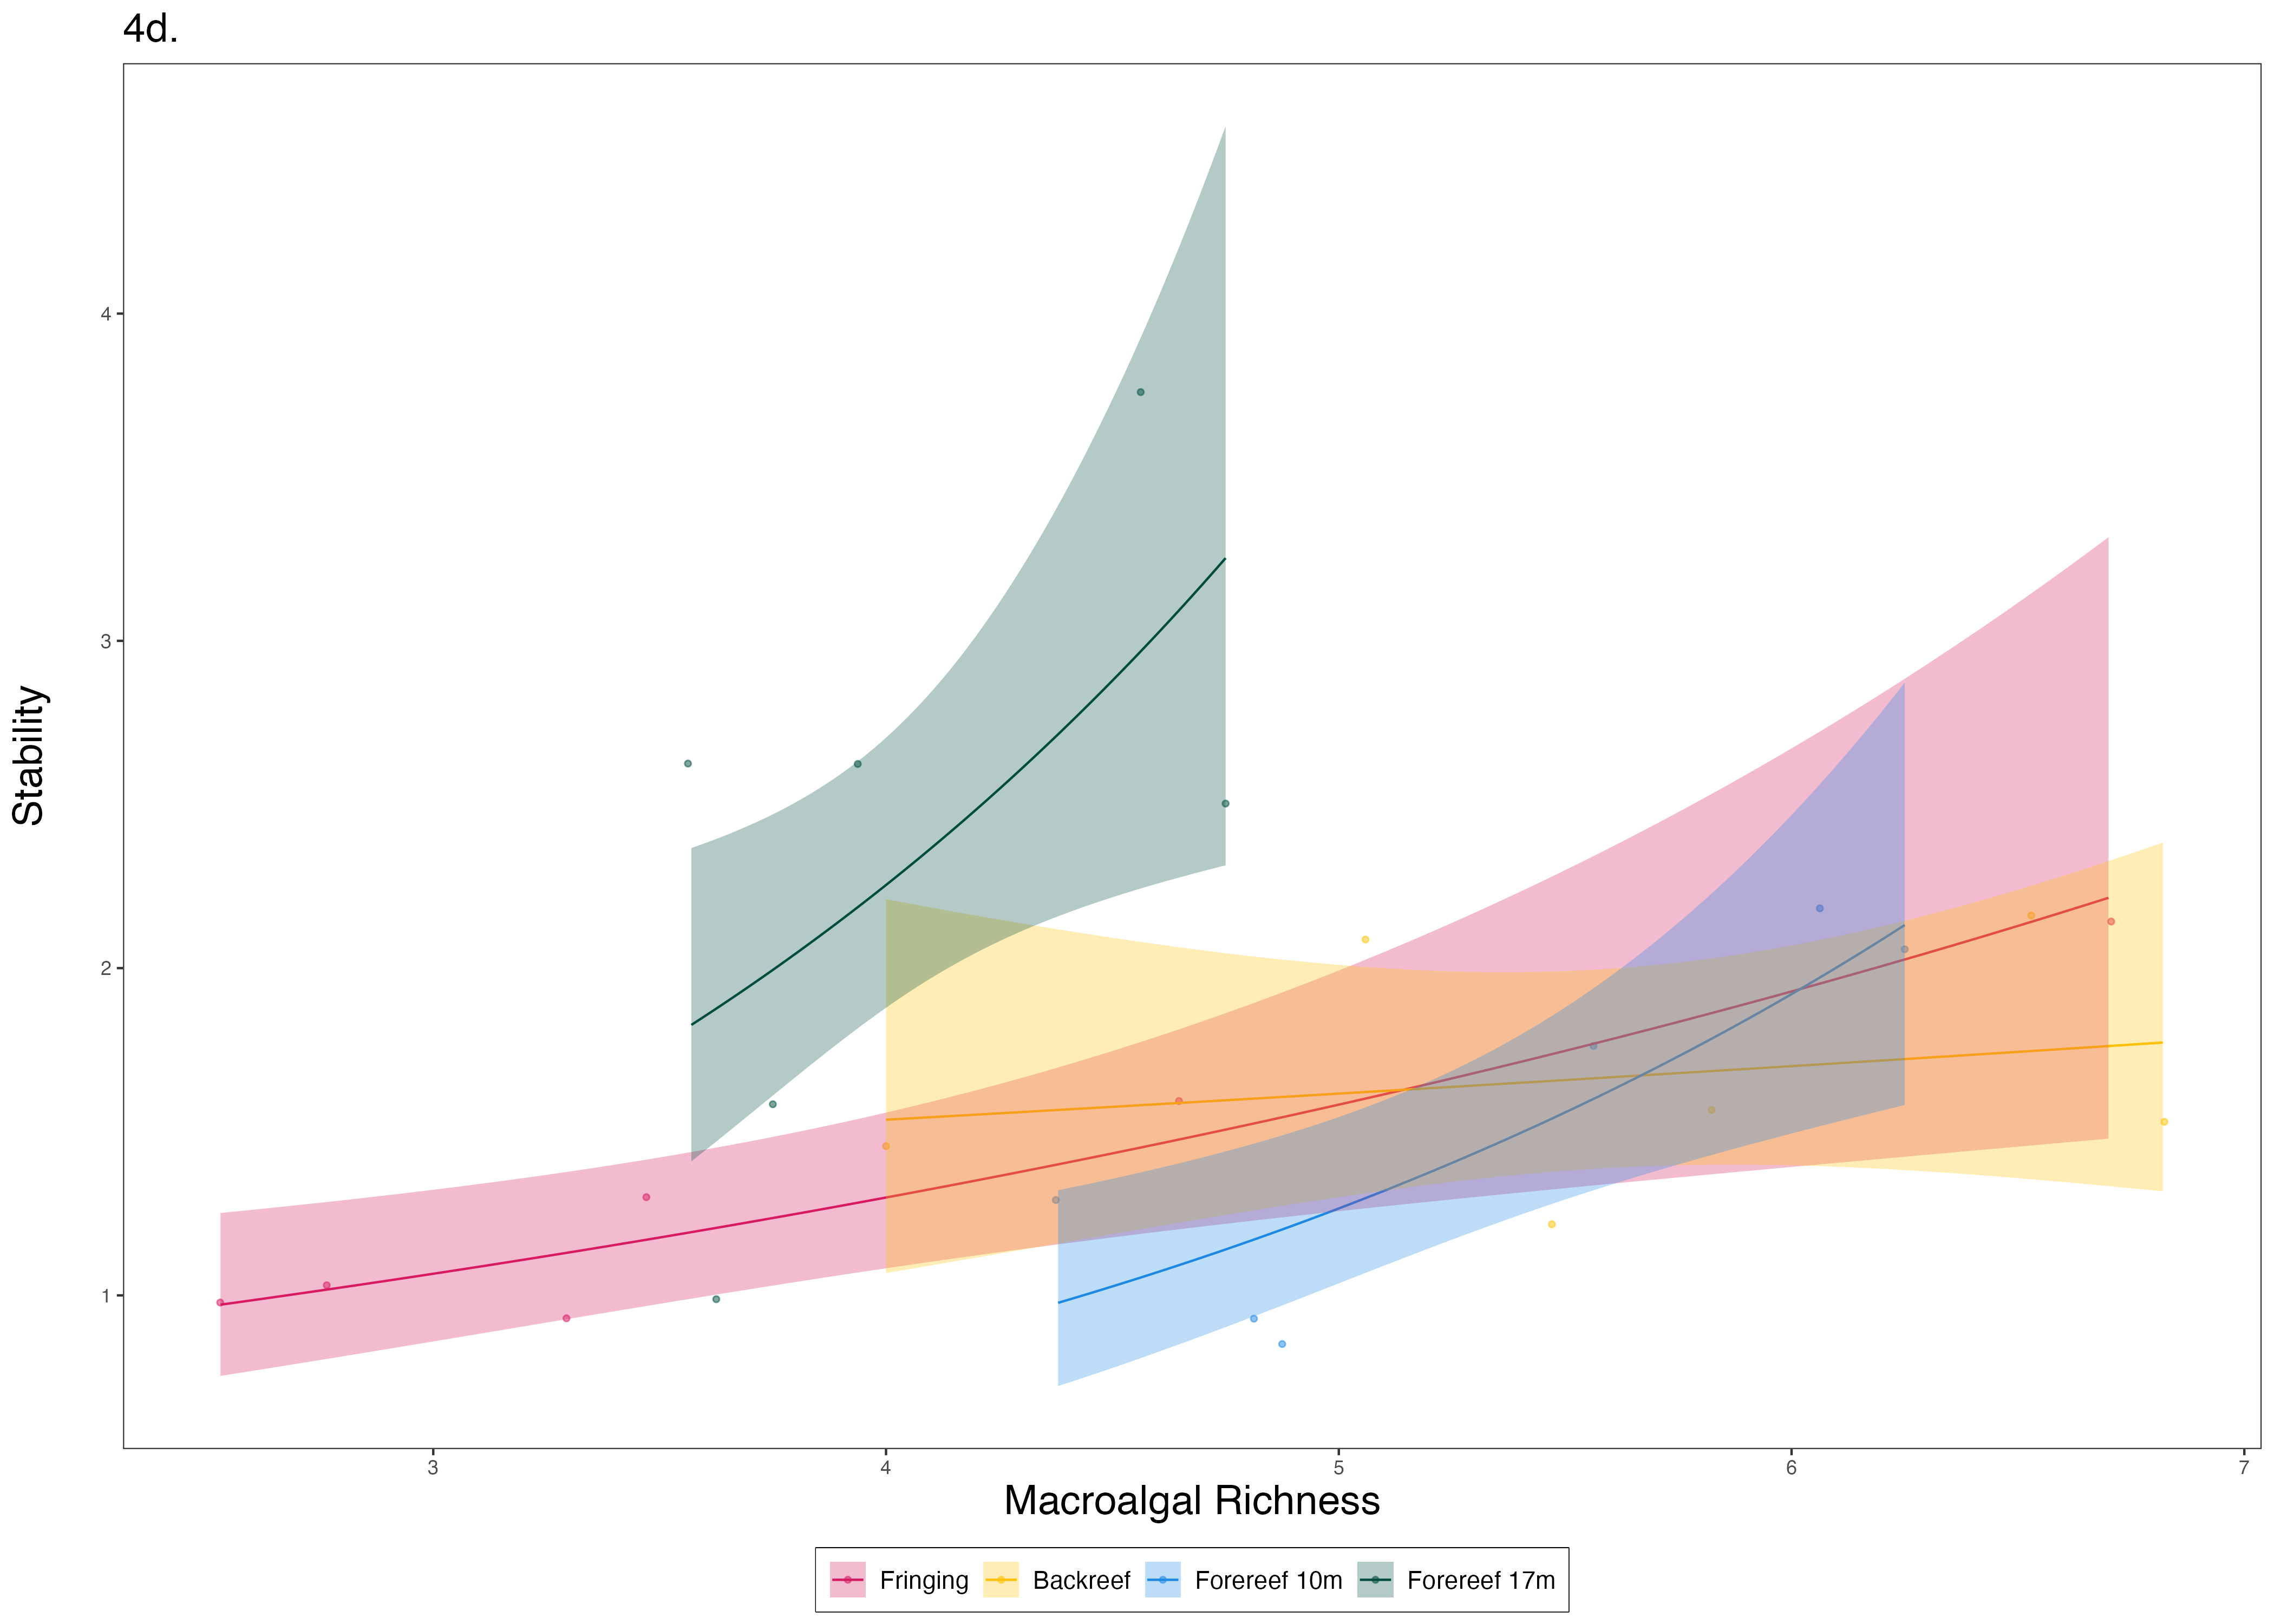 4d.
Stability
4
3
2
1
3 4 5 6 7
Macroalgal Richness
Fringing Backreef Forereef 10m Forereef 17m